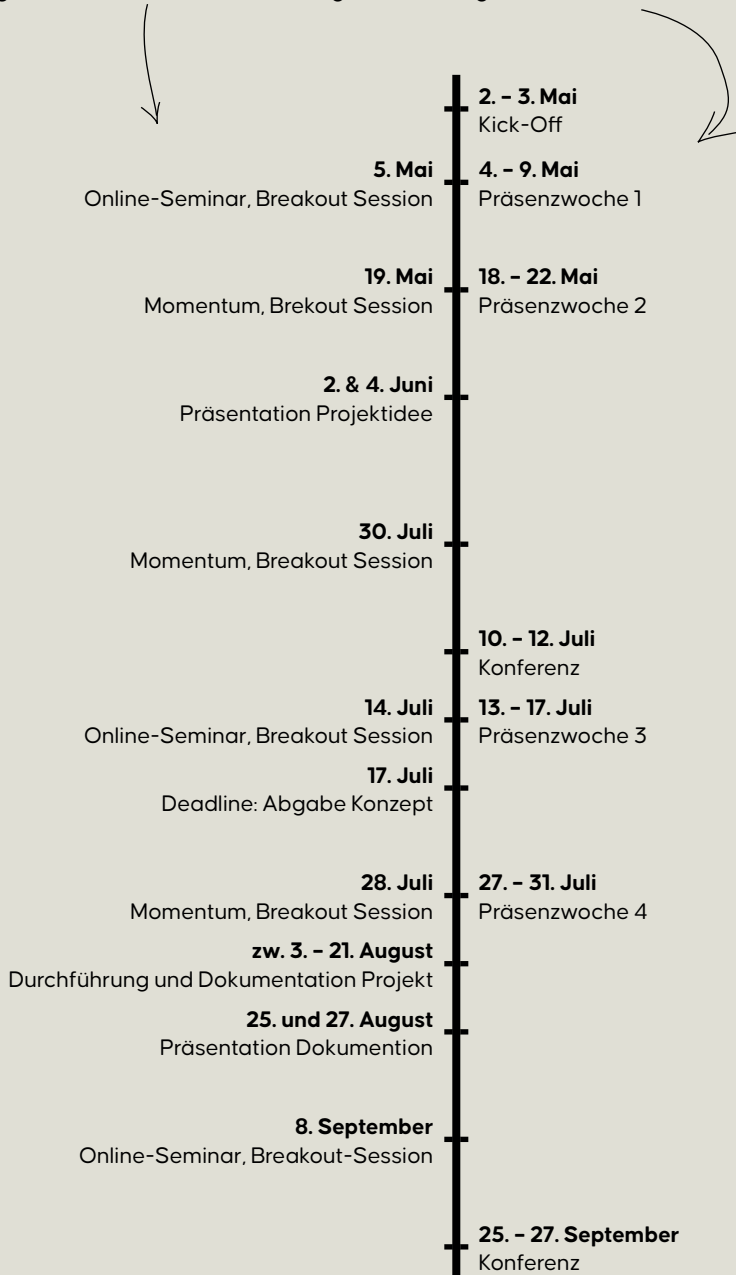 2. – 3. Mai
Kick-Off
5. Mai
Online-Seminar, Breakout Session
4. – 9. Mai
Präsenzwoche 1
19. Mai
Momentum, Brekout Session
18. – 22. Mai
Präsenzwoche 2
2. & 4. Juni
Präsentation Projektidee
30. Juli
Momentum, Breakout Session
10. – 12. Juli
Konferenz
14. Juli
Online-Seminar, Breakout Session
13. – 17. Juli
Präsenzwoche 3
17. Juli
Deadline: Abgabe Konzept
28. Juli
Momentum, Breakout Session
27. – 31. Juli
Präsenzwoche 4
zw. 3. – 21. August
Durchführung und Dokumentation Projekt
25. und 27. August
Präsentation Dokumention
8. September
Online-Seminar, Breakout-Session
25. – 27. September
Konferenz